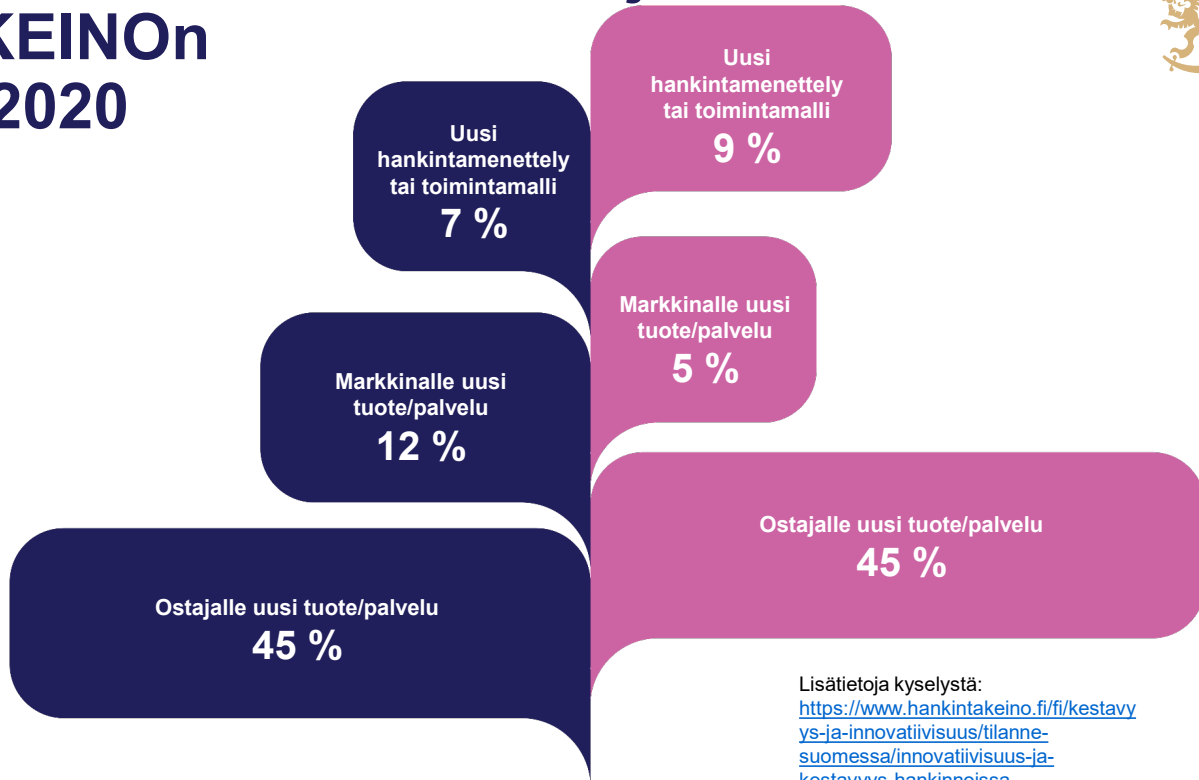 KEINOn
2020
Uusi
hankintamenettely
tai toimintamalli
7 %
Uusi
hankintamenettely
tai toimintamalli
9 %
Markkinalle uusi
tuote/palvelu
12 %
Markkinalle uusi
tuote/palvelu
5 %
Ostajalle uusi tuote/palvelu
45 %
Ostajalle uusi tuote/palvelu
45 %
Lisätietoja kyselystä:
https://www.hankintakeino.fi/fi/kestavy
ys-ja-innovatiivisuus/tilanne-
suomessa/innovatiivisuus-ja-
kestavyys-hankinnoissa